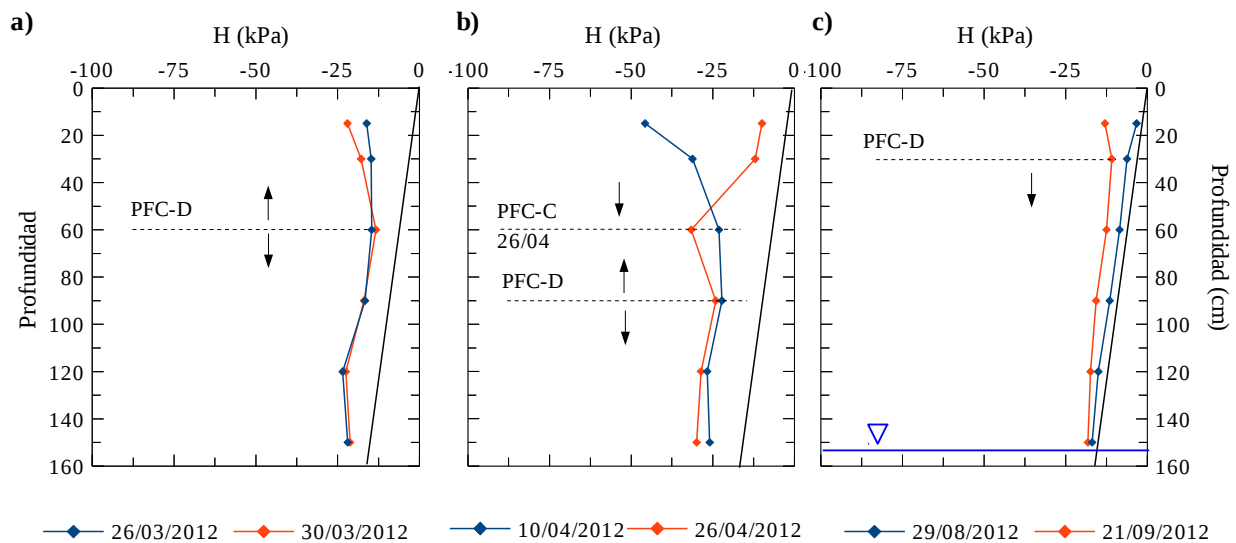 a)
H (kPa)
-100 -75 -50 -25 0
0
20
40
60
80
100
120
140
160
Profundidad
PFC-D
26/03/2012 30/03/2012
b)
H (kPa)
-100 -75 -50 -25 0
PFC-C
26/04
PFC-D
10/04/2012 26/04/2012
c)
H (kPa)
-100 -75 -50 -25 0
PFC-D
0
20
40
60
80
100
120
140
160
Profundidad (cm)
29/08/2012 21/09/2012